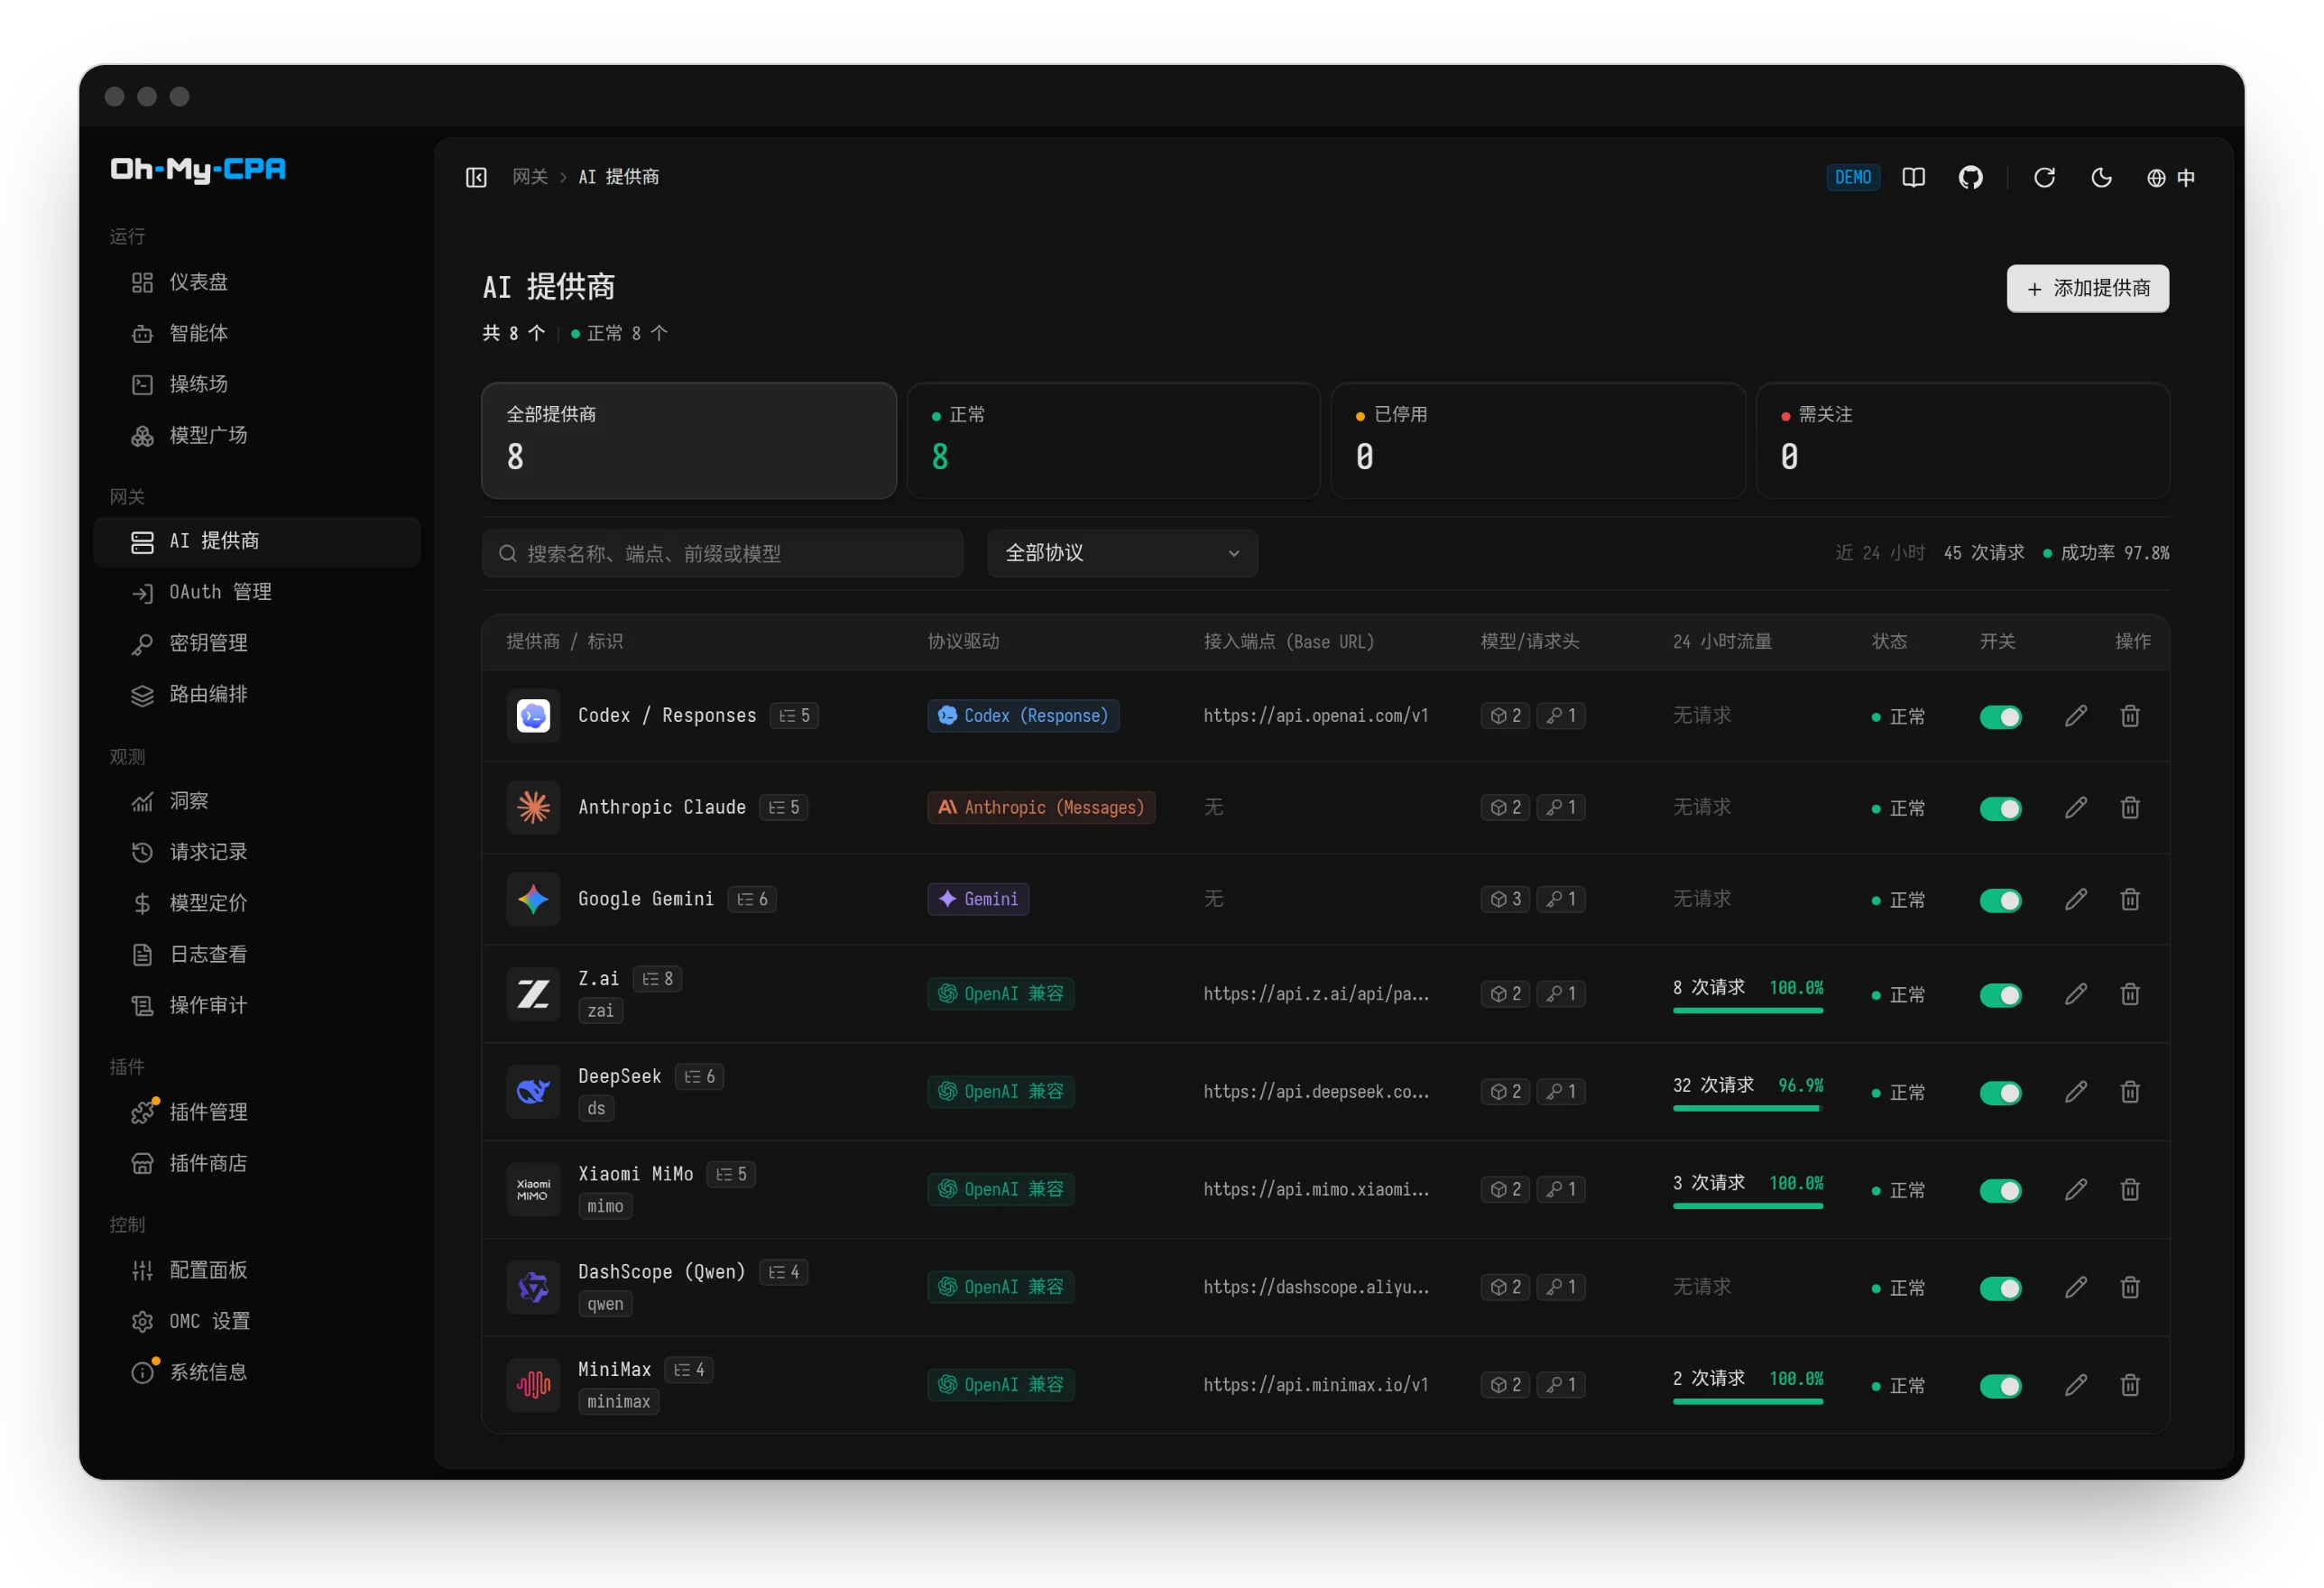 Oh-My-CPA
运行
仪表盘
智能体
操练场
模型广场
网关
AI 提供商
OAuth 管理
密钥管理
路由编排
观测
洞察
请求记录
模型定价
日志查看
操作审计
插件
插件管理
插件商店
控制
配置面板
OMC 设置
系统信息
网关 > AI 提供商
DEMO
中
AI 提供商
共 8 个 正常 8 个
添加提供商
全部提供商
8
正常
8
已停用
0
需关注
0
搜索名称、端点、前缀或模型
全部协议
近 24 小时 45 次请求 成功率 97.8%
提供商 / 标识 协议驱动 接入端点 (Base URL) 模型/请求头 24 小时流量 状态 开关 操作
Codex / Responses 5 Codex (Response) https://api.openai.com/v1 2 1 无请求 正常
Anthropic Claude 5 Anthropic (Messages) 无 2 1 无请求 正常
Google Gemini 6 Gemini 无 3 1 无请求 正常
Z.ai 8
zai
OpenAI 兼容 https://api.z.ai/api/pa... 2 1 8 次请求 100.0% 正常
DeepSeek 6
ds
OpenAI 兼容 https://api.deepseek.co... 2 1 32 次请求 96.9% 正常
Xiaomi
MiMO
Xiaomi MiMo 5
mimo
OpenAI 兼容 https://api.mimo.xiaomi... 2 1 3 次请求 100.0% 正常
DashScope (Qwen) 4
qwen
OpenAI 兼容 https://dashscope.aliyu... 2 1 无请求 正常
MiniMax 4
minimax
OpenAI 兼容 https://api.minimax.io/v1 2 1 2 次请求 100.0% 正常